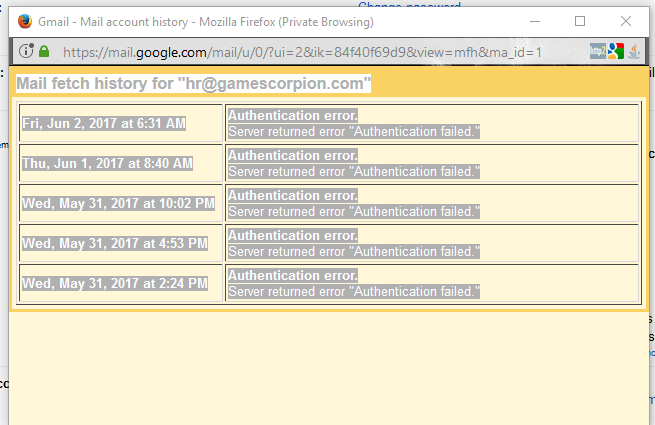 Change password
Gmail - Mail account history - Mozilla Firefox (Private Browsing)
https://mail.google.com/mail/u/0/?ui=2&ik=84f40f69d9&view=mfh&ma_id=1
Mail fetch history for "hr@gamescorpion.com"
Fri, Jun 2, 2017 at 6:31 AM
Authentication error.
Server returned error "Authentication failed."
Thu, Jun 1, 2017 at 8:40 AM
Authentication error.
Server returned error "Authentication failed."
Wed, May 31, 2017 at 10:02 PM
Authentication error.
Server returned error "Authentication failed."
Wed, May 31, 2017 at 4:53 PM
Authentication error.
Server returned error "Authentication failed."
Wed, May 31, 2017 at 2:24 PM
Authentication error.
Server returned error "Authentication failed."